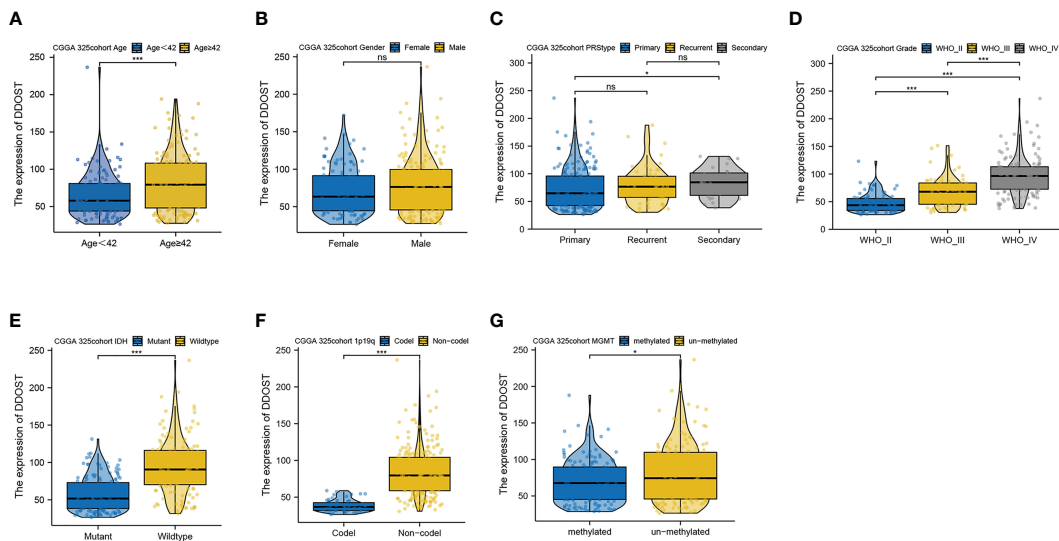 A
CGGA 325cohort Age Age<42 Age≥42
***
The expression of DDOST
250
200
150
100
50
Age<42 Age≥42
B
CGGA 325cohort Gender Female Male
ns
The expression of DDOST
250
200
150
100
50
Female Male
C
CGGA 325cohort PRStype Primary Recurrent Secondary
ns
*
ns
The expression of DDOST
300
250
200
150
100
50
0
Primary Recurrent Secondary
D
CGGA 325cohort Grade WHO_II WHO_III WHO_IV
***
***
***
The expression of DDOST
300
250
200
150
100
50
0
WHO_II WHO_III WHO_IV
E
CGGA 325cohort IDH Mutant Wildtype
***
The expression of DDOST
250
200
150
100
50
Mutant Wildtype
F
CGGA 325cohort 1p19q Codel Non-codel
***
The expression of DDOST
250
200
150
100
50
Codel Non-codel
G
CGGA 325cohort MGMT methylated un-methylated
*
The expression of DDOST
250
200
150
100
50
0
methylated un-methylated